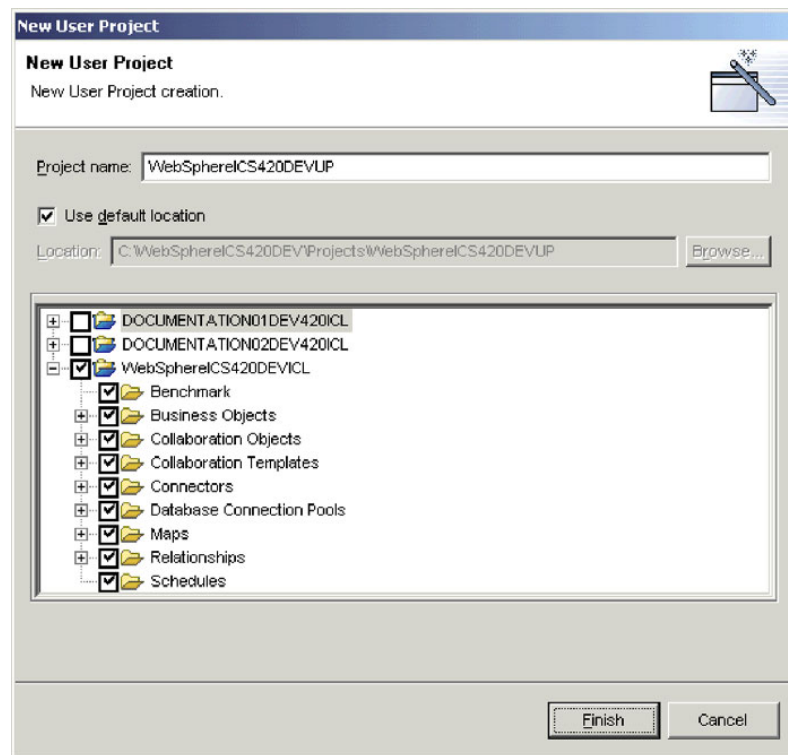 New User Project
New User Project
New User Project creation.
Project name: WebSphereICS420DEVUP
Use default location
Location: C:\WebSphereICS420DEV\Projects\WebSphereICS420DEVUP Browse...
DOCUMENTATION01DEV420ICL
DOCUMENTATION02DEV420ICL
WebSphereICS420DEVICL
Benchmark
Business Objects
Collaboration Objects
Collaboration Templates
Connectors
Database Connection Pools
Maps
Relationships
Schedules
Finish Cancel